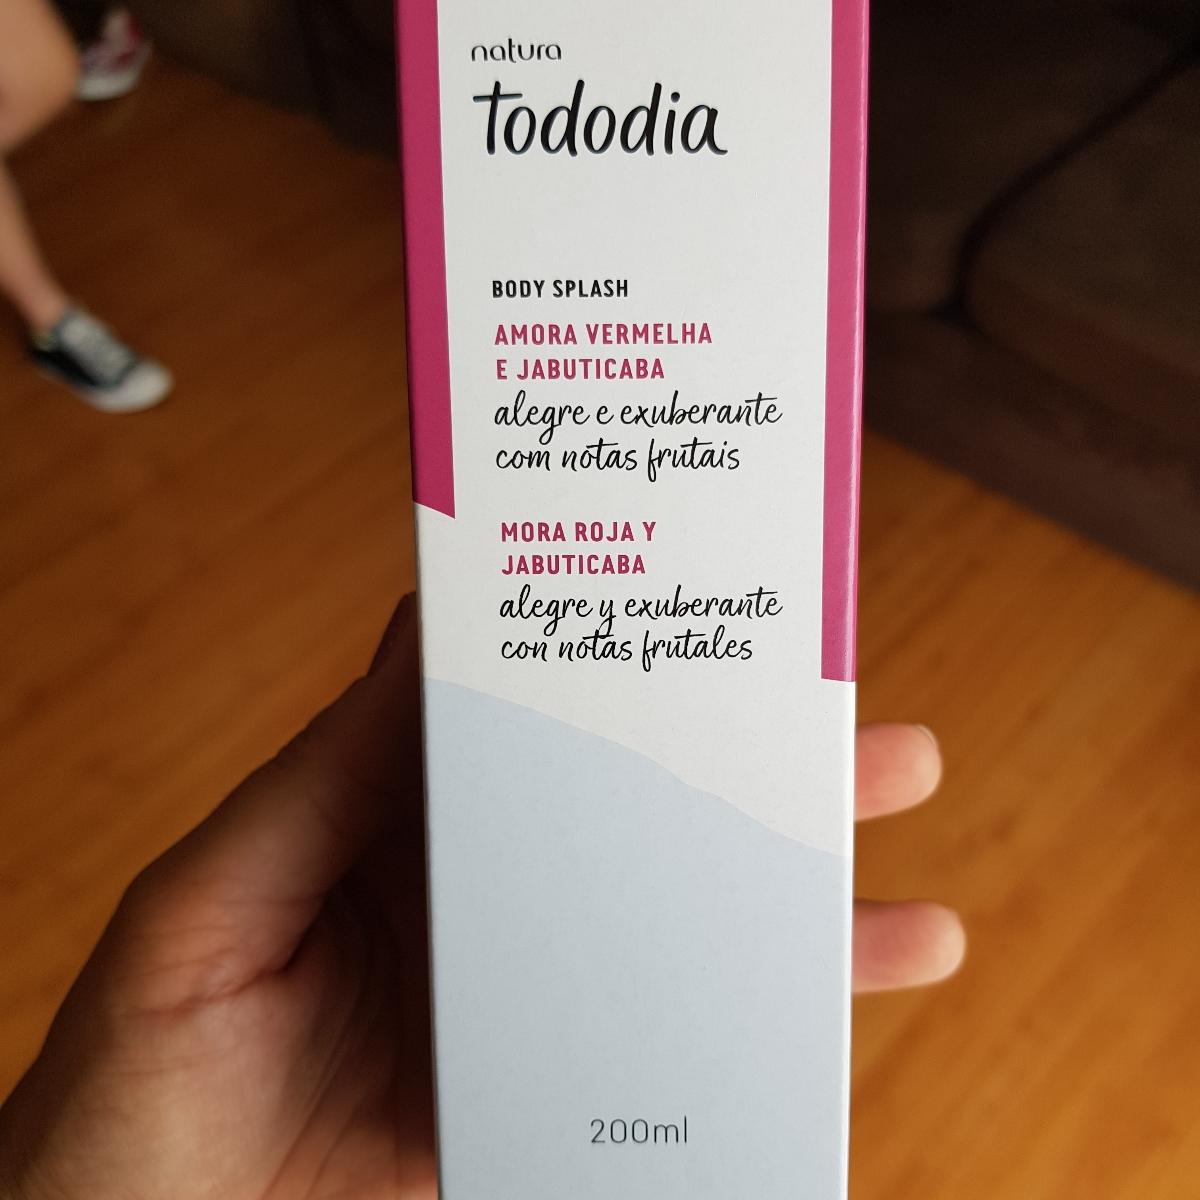 natura
Tododia
BODY SPLASH
AMORA VERMELHA
E JABUTICABA
alegre e exuberante
com notas frutais
MORA ROJA Y
JABUTICABA
alegre y exuberante
con notas frutales
200ml